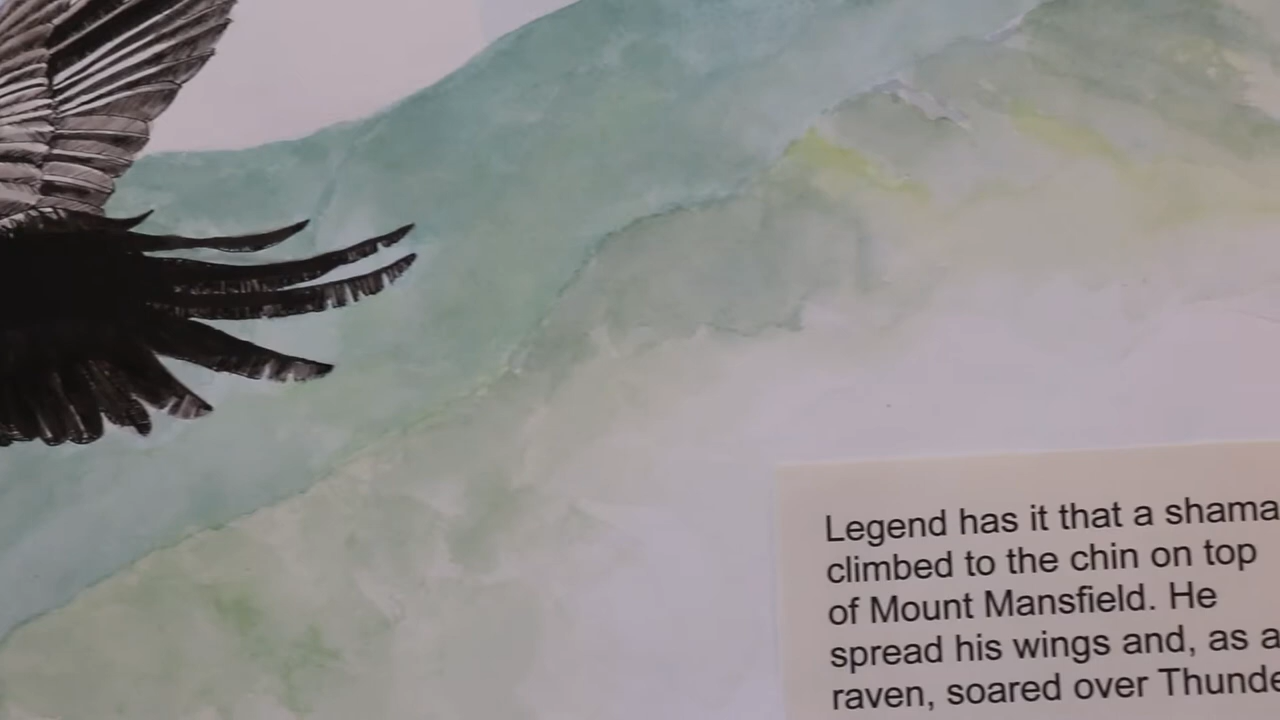 Legend has it that a shama
climbed to the chin on top
of Mount Mansfield. He
spread his wings and, as a
raven, soared over Thunde